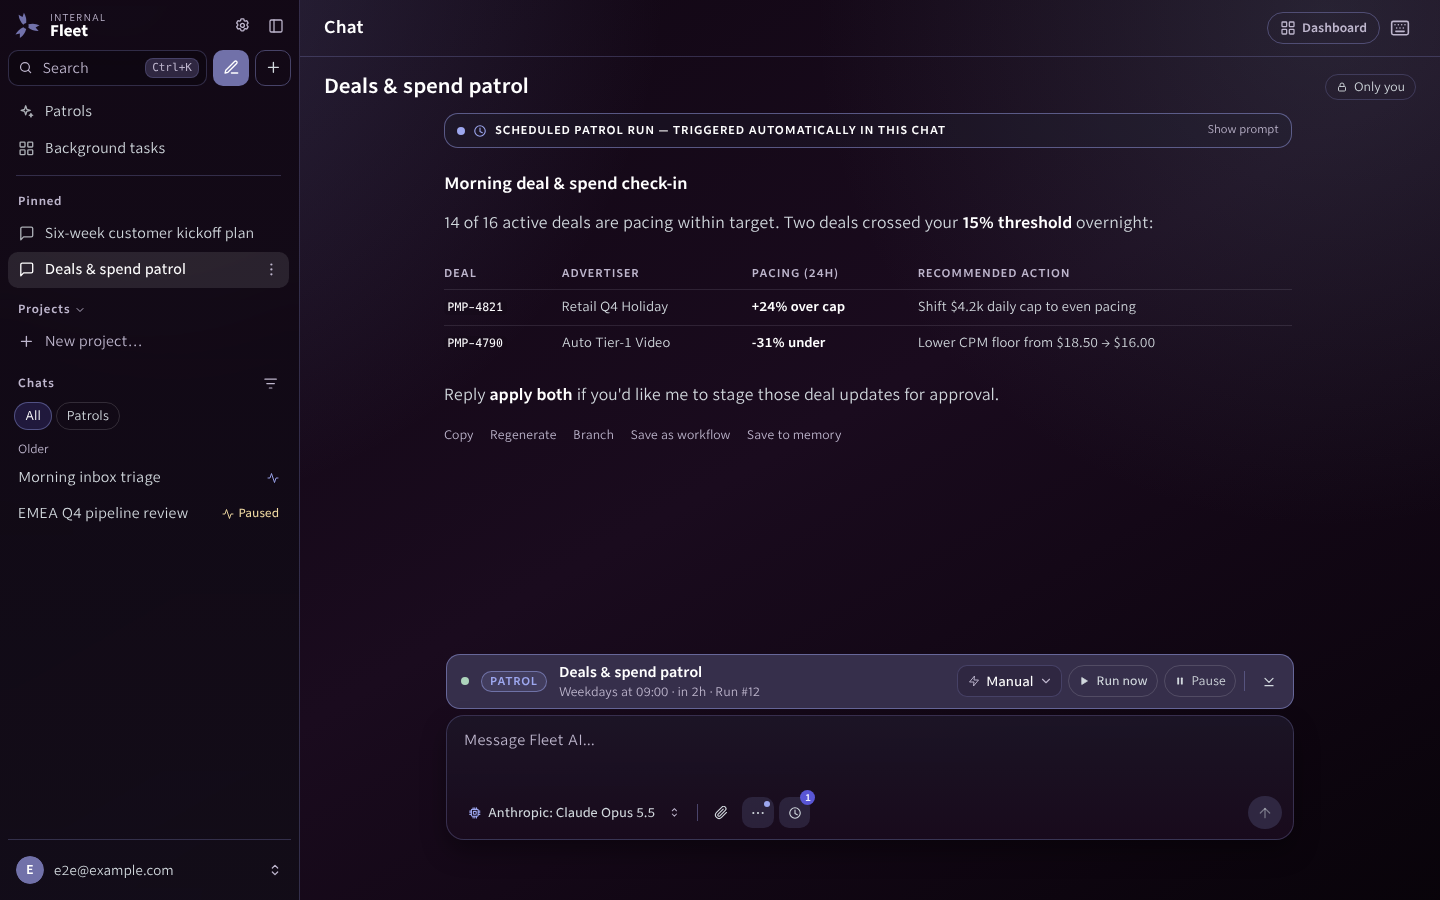 INTERNAL
Fleet
Search Ctrl+K
Patrols
Background tasks
Pinned
Six-week customer kickoff plan
Deals & spend patrol
Projects
New project…
Chats
All Patrols
Older
Morning inbox triage
EMEA Q4 pipeline review Paused
E e2e@example.com
Chat
Dashboard
Deals & spend patrol
Only you
SCHEDULED PATROL RUN — TRIGGERED AUTOMATICALLY IN THIS CHAT Show prompt
Morning deal & spend check-in
14 of 16 active deals are pacing within target. Two deals crossed your 15% threshold overnight:
DEAL ADVERTISER PACING (24H) RECOMMENDED ACTION
PMP-4821 Retail Q4 Holiday +24% over cap Shift $4.2k daily cap to even pacing
PMP-4790 Auto Tier-1 Video -31% under Lower CPM floor from $18.50 → $16.00
Reply apply both if you'd like me to stage those deal updates for approval.
Copy Regenerate Branch Save as workflow Save to memory
PATROL
Deals & spend patrol
Weekdays at 09:00 · in 2h · Run #12
Manual Run now Pause
Message Fleet AI...
Anthropic: Claude Opus 5.5
1